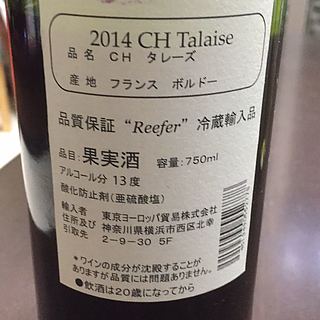 2014 CH Talaise
品 名 CH タレーズ
産 地 フランス ボルドー
品質保証 “Reefer” 冷蔵輸入品
品目:果実酒 容量:750ml
アルコール分 13度
酸化防止剤(亜硫酸塩)
輸入者 東京ヨーロッパ貿易株式会社
住所及び 神奈川県横浜市西区北幸
引取先 2-9-30 5F
*ワインの成分が沈殿することが
ありますが品質には問題ありません。
●飲酒は20歳になってから